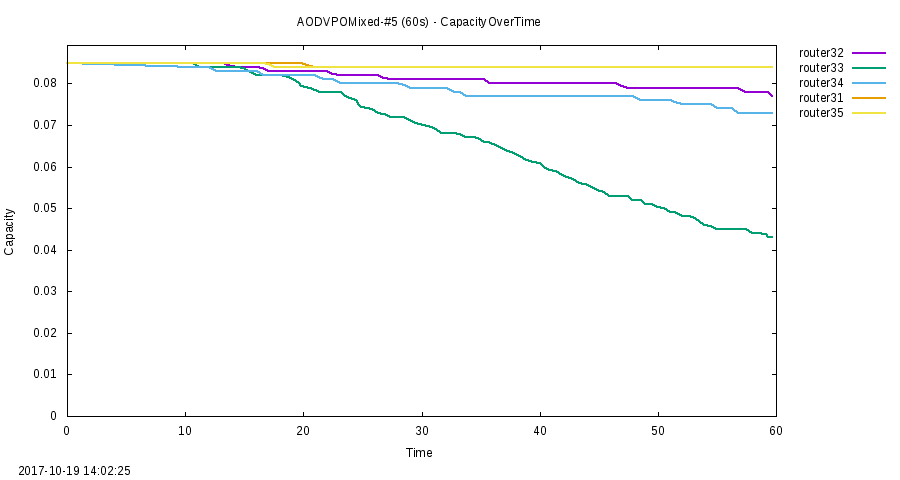 AODVPOMixed-#5 (60s) - CapacityOverTime
router32
router33
router34
router31
router35
0.08
0.07
0.06
0.05
0.04
0.03
0.02
0.01
0
Capacity
0 10 20 30 40 50 60
Time
2017-10-19 14:02:25